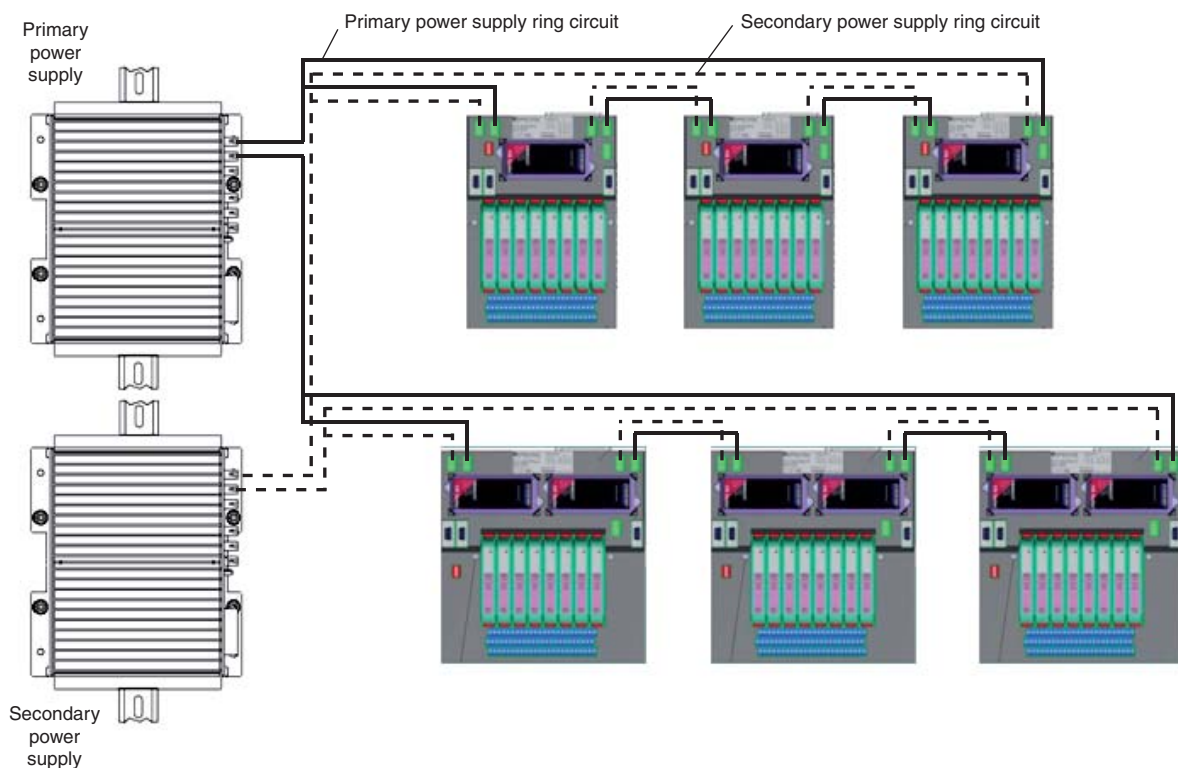 Primary
power
supply
Primary power supply ring circuit
Secondary power supply ring circuit
Secondary
power
supply